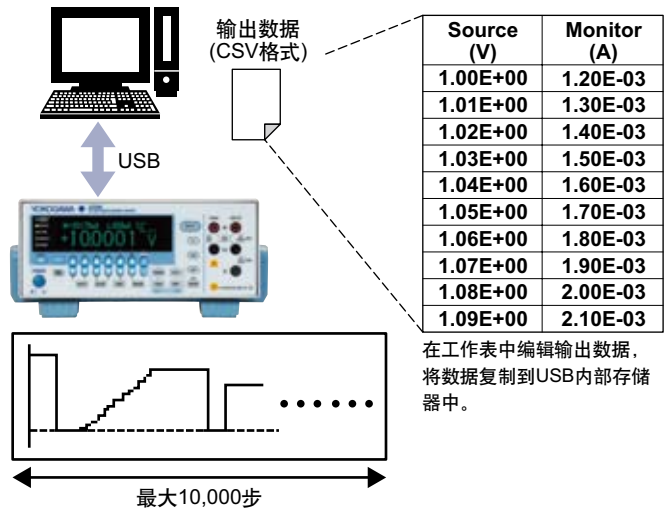 输出数据
(CSV格式)
USB
YOKOGAWA
Source (V) Monitor (A)
1.00E+00 1.20E-03
1.01E+00 1.30E-03
1.02E+00 1.40E-03
1.03E+00 1.50E-03
1.04E+00 1.60E-03
1.05E+00 1.70E-03
1.06E+00 1.80E-03
1.07E+00 1.90E-03
1.08E+00 2.00E-03
1.09E+00 2.10E-03
在工作表中编辑输出数据，
将数据复制到USB内部存储
器中。
最大10,000步